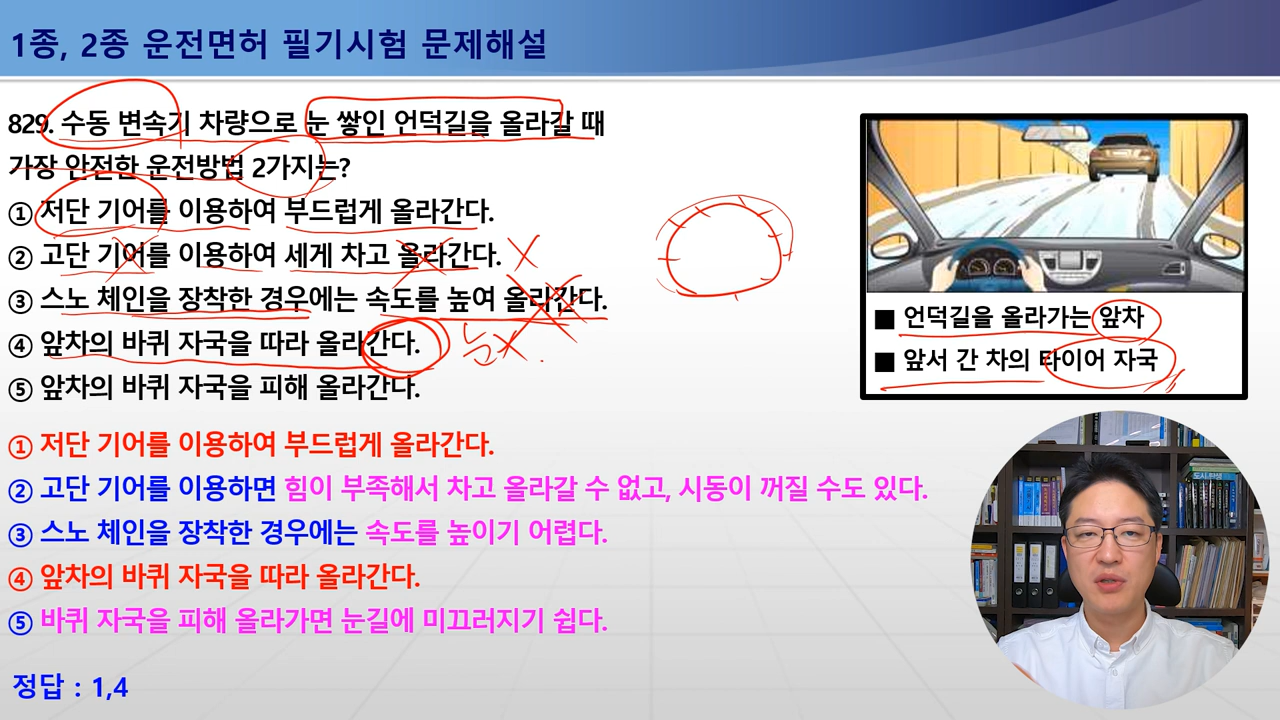 1종, 2종 운전면허 필기시험 문제해설
829. 수동 변속기 차량으로 눈 쌓인 언덕길을 올라갈 때
가장 안전한 운전방법 2가지는?
① 저단 기어를 이용하여 부드럽게 올라간다.
② 고단 기어를 이용하여 세게 차고 올라간다.
③ 스노 체인을 장착한 경우에는 속도를 높여 올라간다.
④ 앞차의 바퀴 자국을 따라 올라간다.
⑤ 앞차의 바퀴 자국을 피해 올라간다.
■ 언덕길을 올라가는 앞차
■ 앞서 간 차의 타이어 자국
① 저단 기어를 이용하여 부드럽게 올라간다.
② 고단 기어를 이용하면 힘이 부족해서 차고 올라갈 수 없고, 시동이 꺼질 수도 있다.
③ 스노 체인을 장착한 경우에는 속도를 높이기 어렵다.
④ 앞차의 바퀴 자국을 따라 올라간다.
⑤ 바퀴 자국을 피해 올라가면 눈길에 미끄러지기 쉽다.
정답 : 1,4